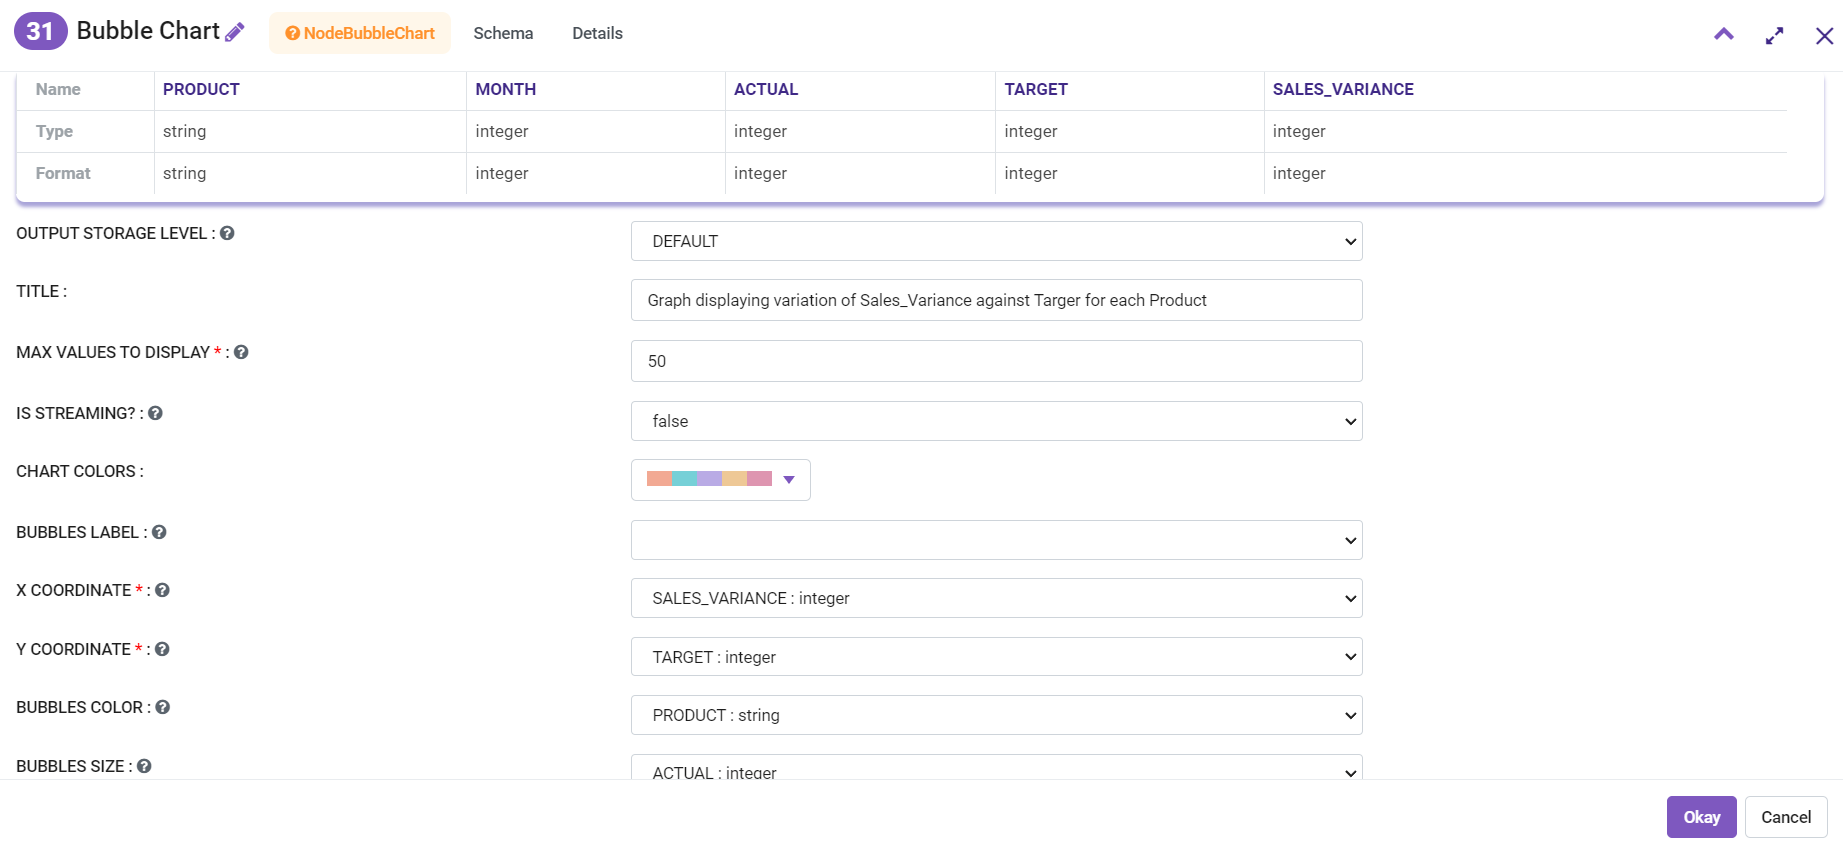 31 Bubble Chart NodeBubbleChart Schema Details
Name PRODUCT MONTH ACTUAL TARGET SALES_VARIANCE
Type string integer integer integer integer
Format string integer integer integer integer
OUTPUT STORAGE LEVEL : DEFAULT
TITLE : Graph displaying variation of Sales_Variance against Targer for each Product
MAX VALUES TO DISPLAY * : 50
IS STREAMING? : false
CHART COLORS :
BUBBLES LABEL :
X COORDINATE * : SALES_VARIANCE : integer
Y COORDINATE * : TARGET : integer
BUBBLES COLOR : PRODUCT : string
BUBBLES SIZE : ACTUAL : integer
Okay Cancel